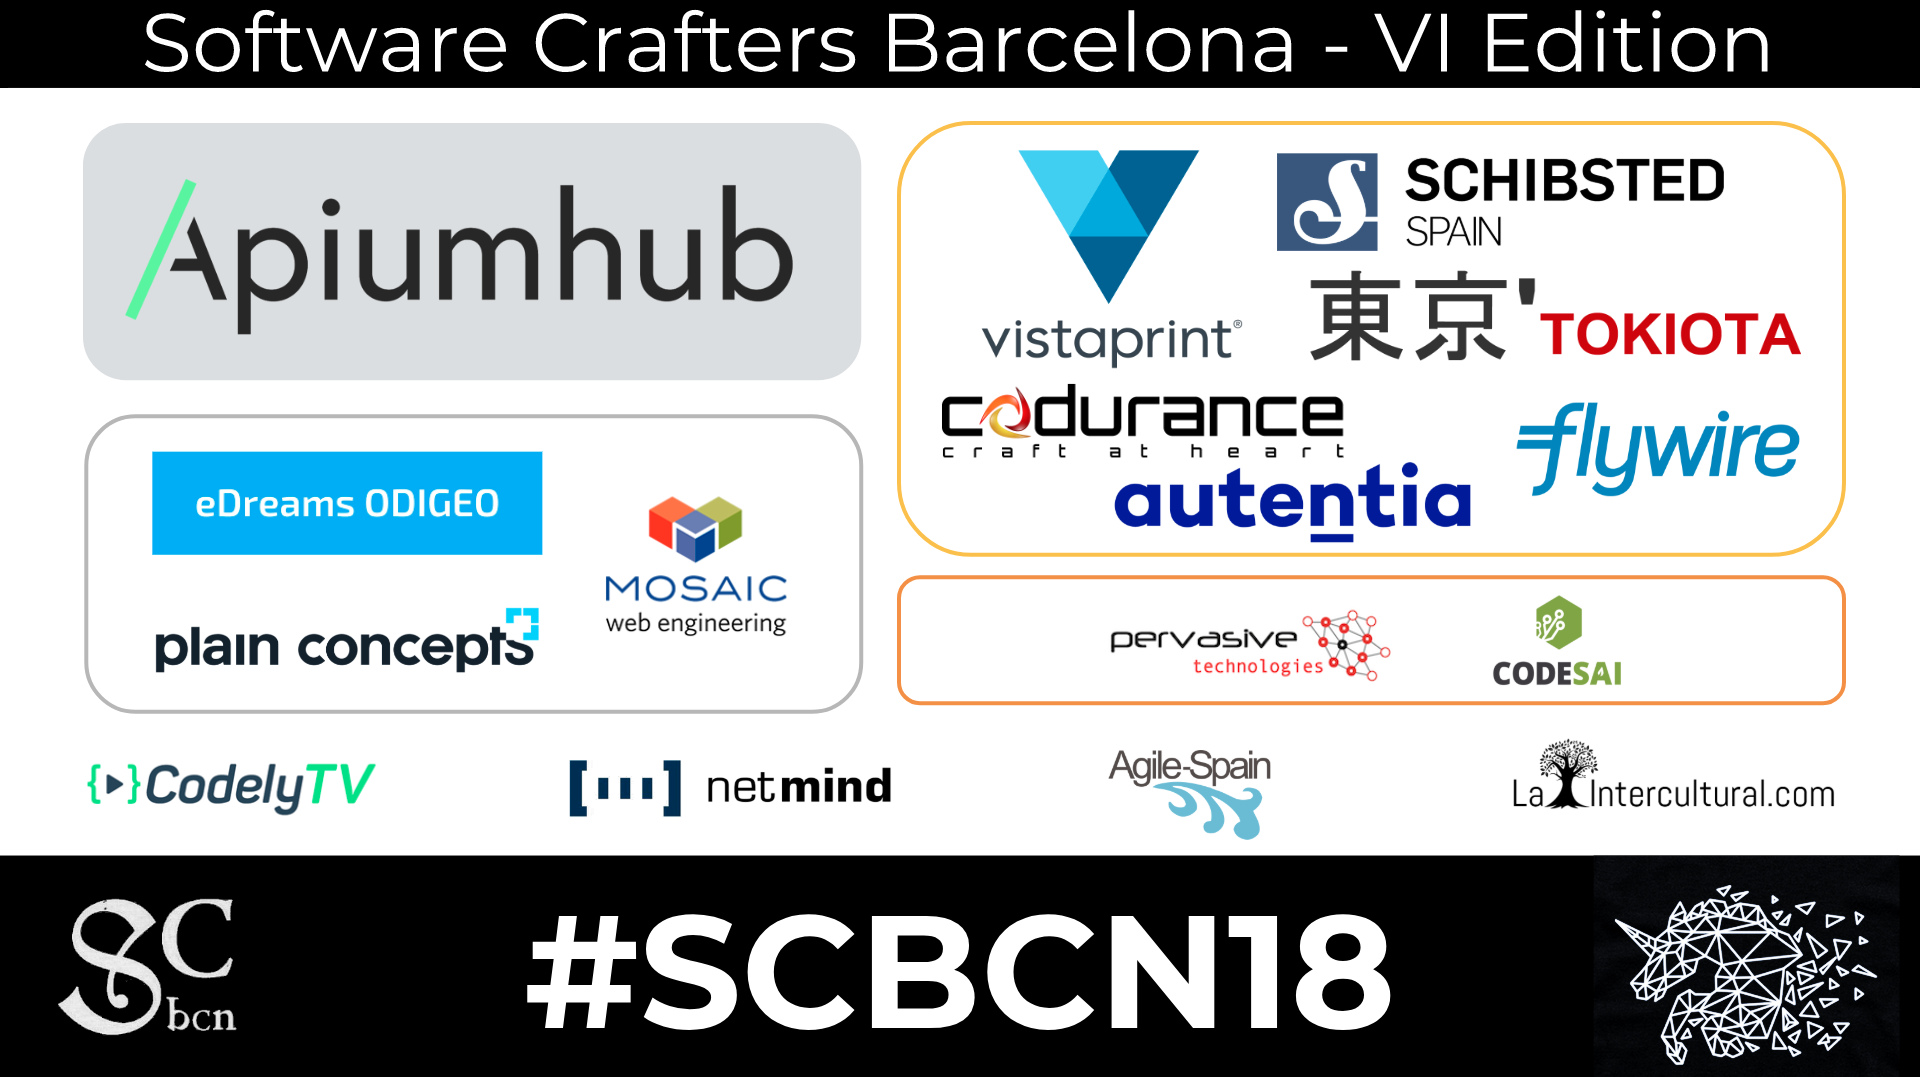 Software Crafters Barcelona - VI Edition
Apiumhub
vistaprint®
SCHIBSTED
SPAIN
東京'TOKIOTA
codurance
craft at heart
flywire
autentia
eDreams ODIGEO
MOSAIC
web engineering
plain concepts
pervasive
technologies
CODESAI
{▶}CodelyTV
netmind
Agile-Spain
La Intercultural.com
SC
bcn
#SCBCN18